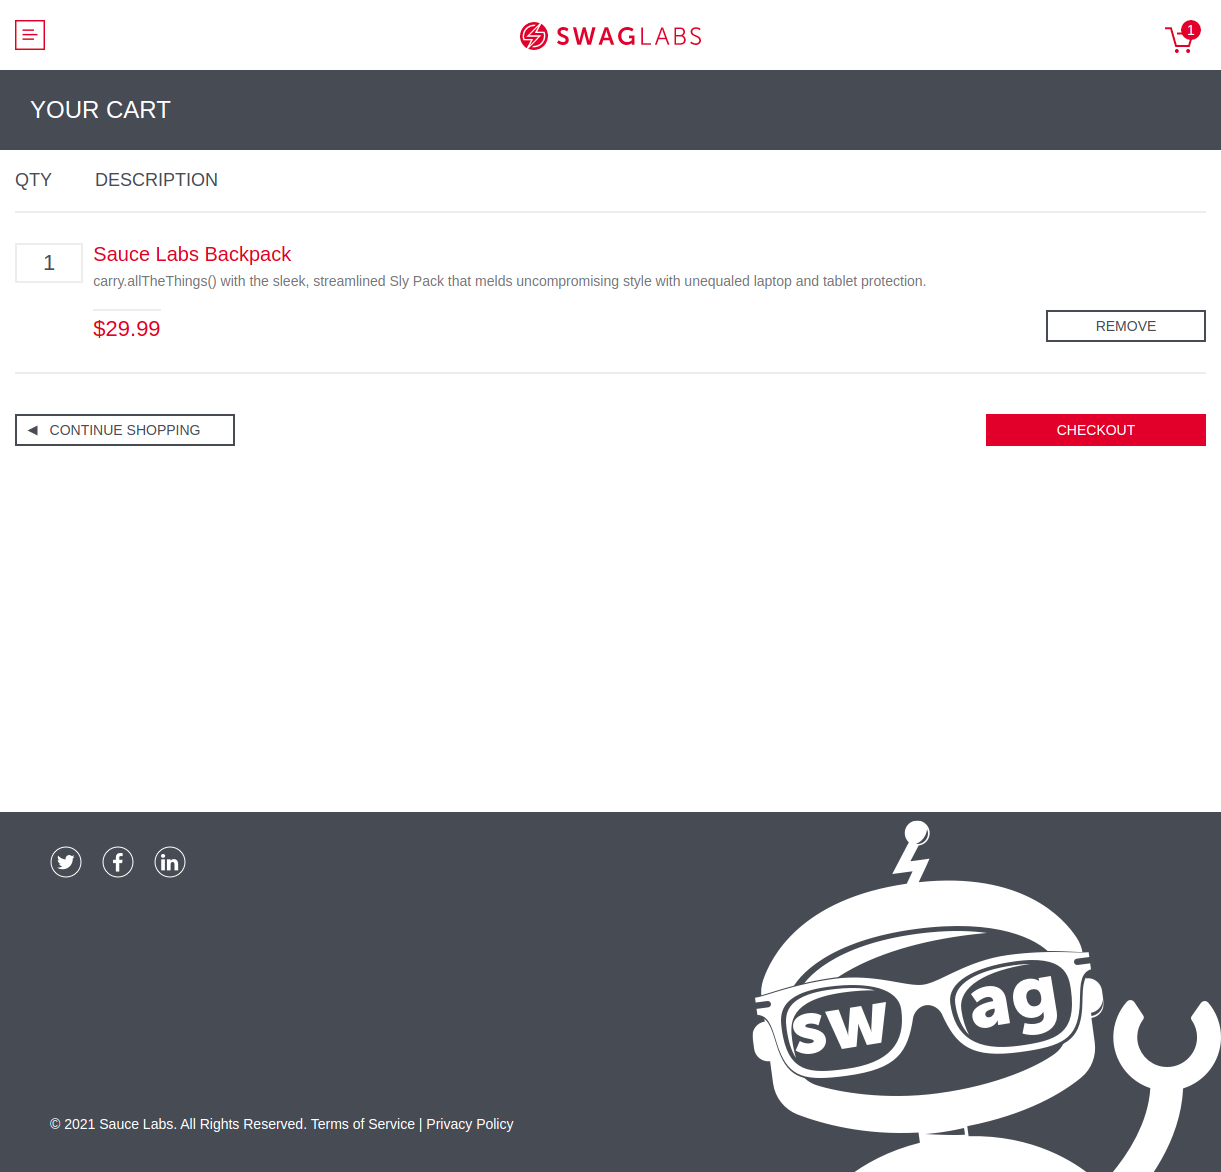 SWAGLABS
1
YOUR CART
QTY DESCRIPTION
1
Sauce Labs Backpack
carry.allTheThings() with the sleek, streamlined Sly Pack that melds uncompromising style with unequaled laptop and tablet protection.
$29.99
REMOVE
CONTINUE SHOPPING
CHECKOUT
sw ag
© 2021 Sauce Labs. All Rights Reserved. Terms of Service | Privacy Policy